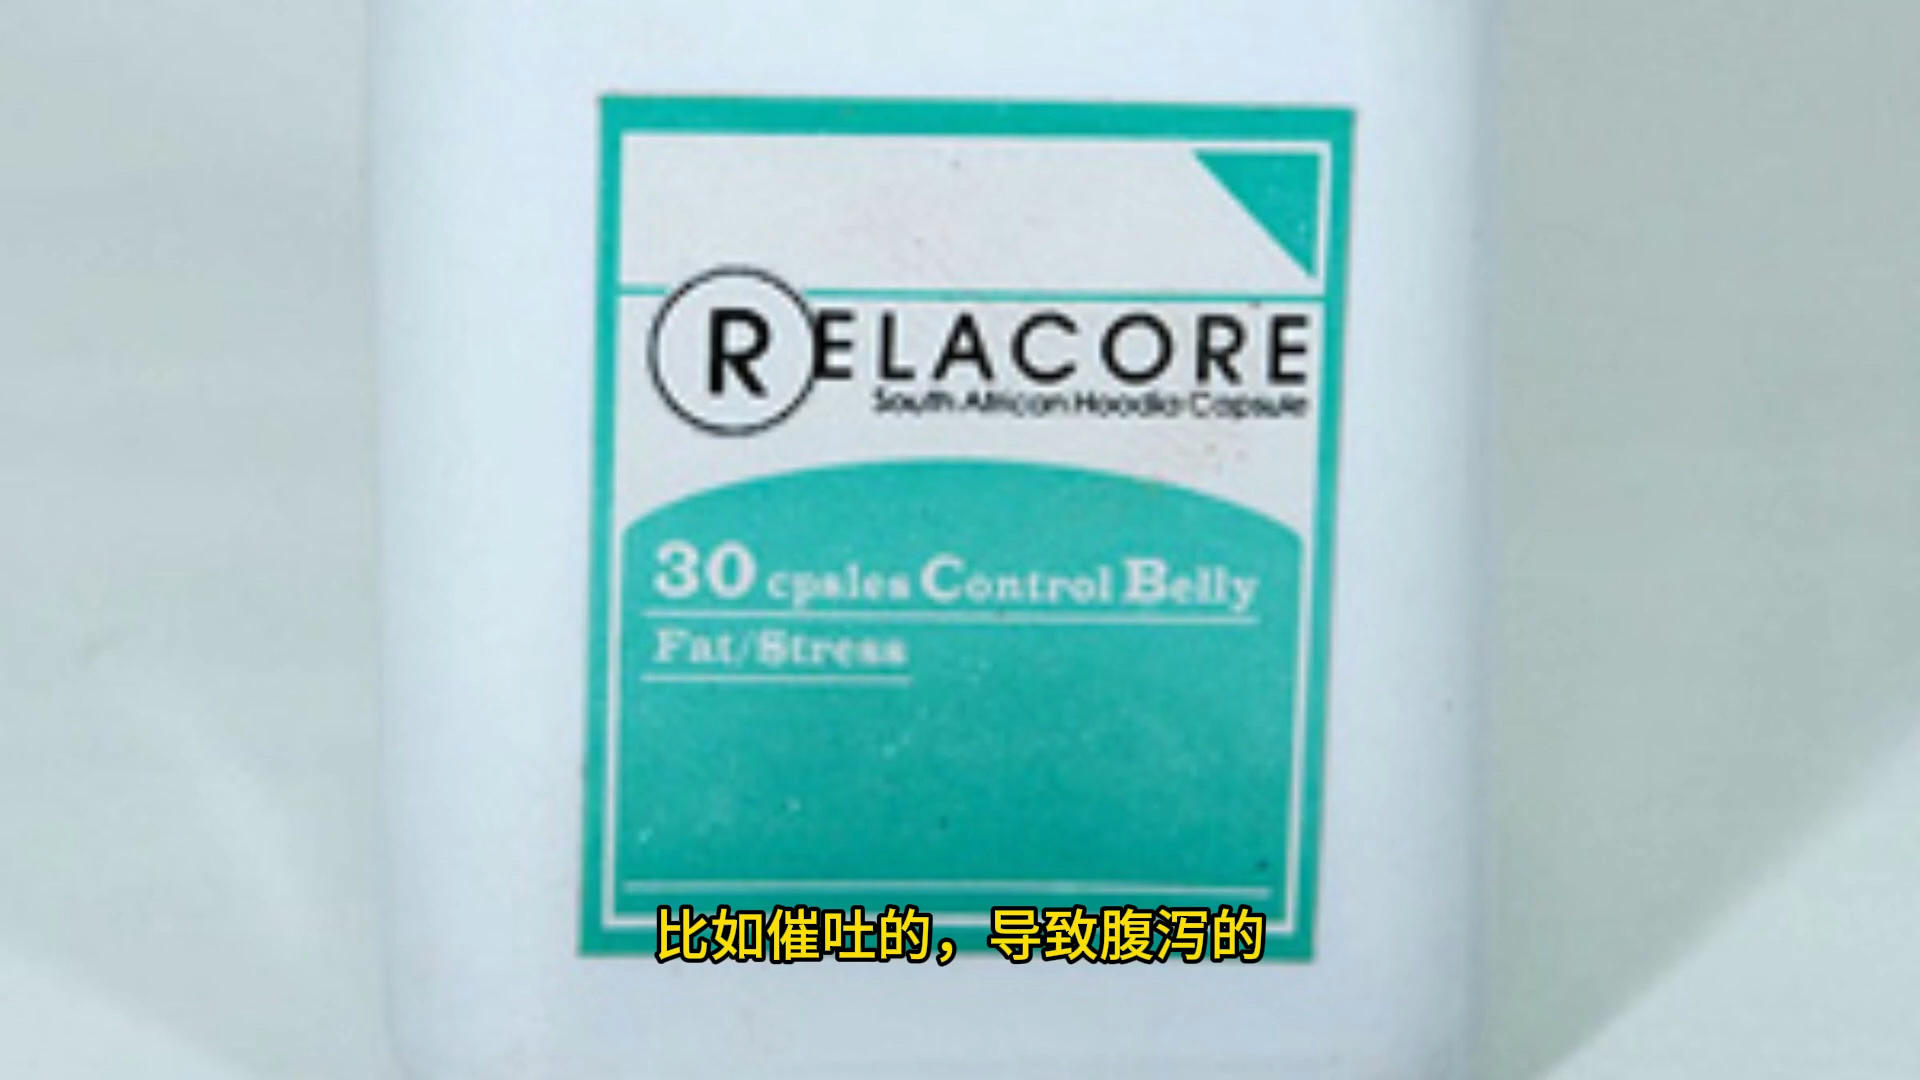 RELACORE
South African Hoodia Capsule
30 cpsles Control Belly
Fat/Stress
比如催吐的，导致腹泻的